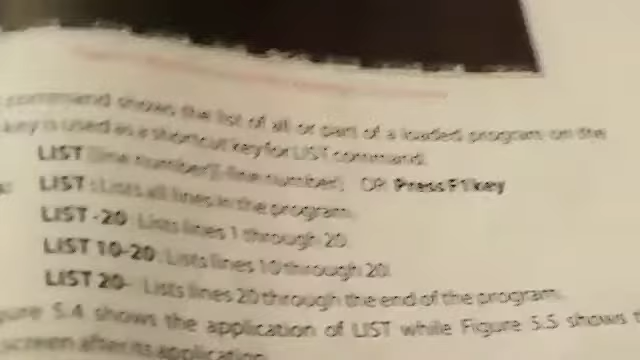 command shows the list of all or part of a loaded program on the
key is used as a shortcut key for LIST command.
LIST [line number][-line number] OR Press F1 key
LIST : Lists all lines in the program.
LIST -20 : Lists lines 1 through 20.
LIST 10-20 : Lists lines 10 through 20.
LIST 20- : Lists lines 20 through the end of the program.
5.4 shows the application of LIST while Figure 5.5 shows
screen after its application.